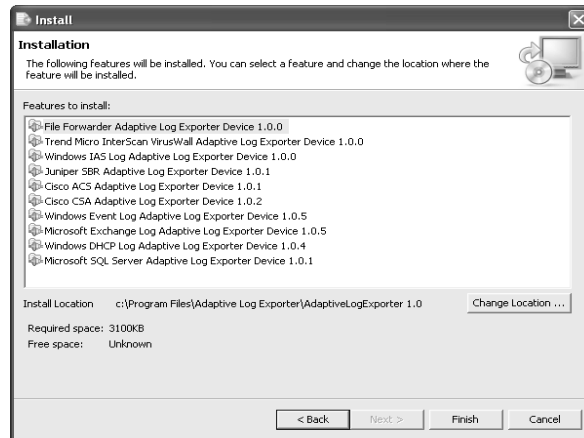 Install
Installation
The following features will be installed. You can select a feature and change the location where the
feature will be installed.
Features to install:
File Forwarder Adaptive Log Exporter Device 1.0.0
Trend Micro InterScan VirusWall Adaptive Log Exporter Device 1.0.0
Windows IAS Log Adaptive Log Exporter Device 1.0.0
Juniper SBR Adaptive Log Exporter Device 1.0.1
Cisco ACS Adaptive Log Exporter Device 1.0.1
Cisco CSA Adaptive Log Exporter Device 1.0.2
Windows Event Log Adaptive Log Exporter Device 1.0.5
Microsoft Exchange Log Adaptive Log Exporter Device 1.0.5
Windows DHCP Log Adaptive Log Exporter Device 1.0.4
Microsoft SQL Server Adaptive Log Exporter Device 1.0.1
Install Location c:\Program Files\Adaptive Log Exporter\AdaptiveLogExporter 1.0 Change Location ...
Required space: 3100KB
Free space: Unknown
< Back Next > Finish Cancel